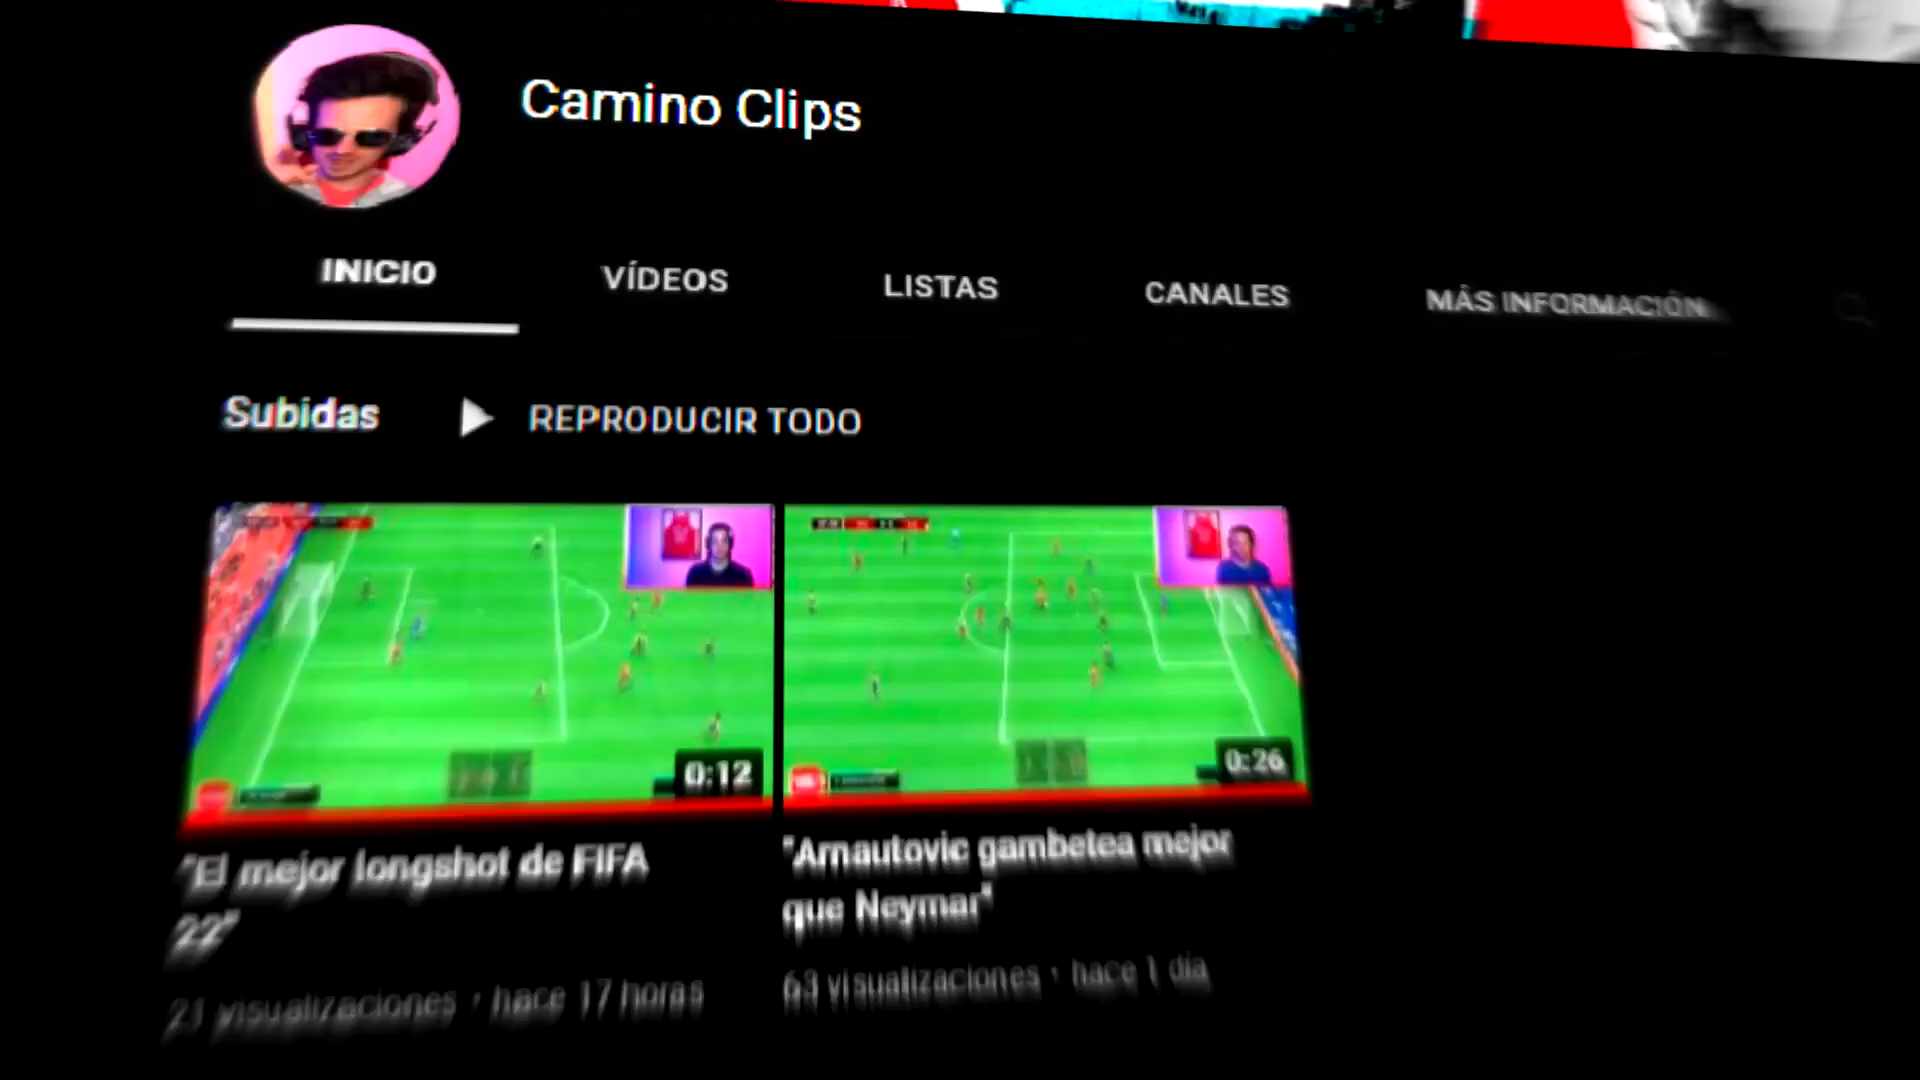 Camino Clips
INICIO
VÍDEOS
LISTAS
CANALES
MÁS INFORMACIÓN
Subidas
REPRODUCIR TODO
0:12
0:26
"El mejor longshot de FIFA
22"
21 visualizaciones · hace 17 horas
"Arnautovic gambetea mejor
que Neymar"
63 visualizaciones · hace 1 día